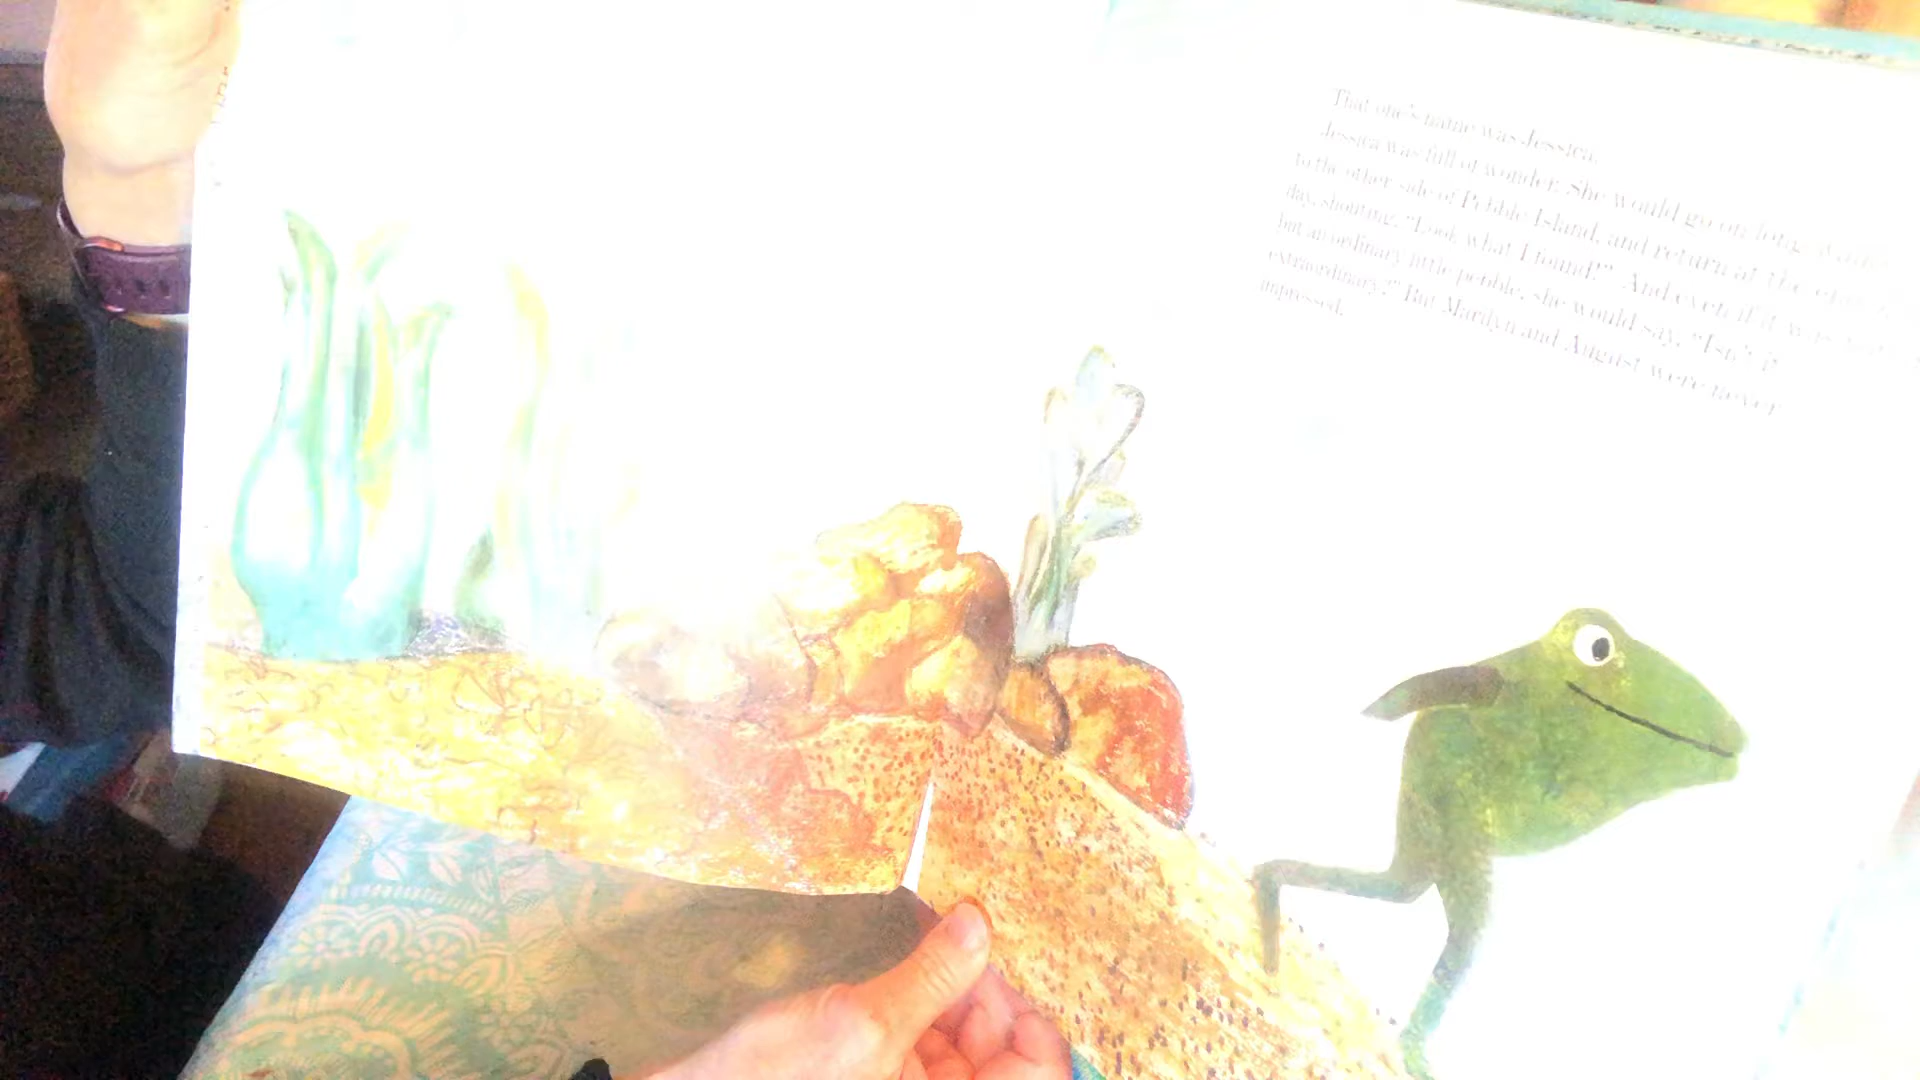 That one's name was Jessica.
Jessica was full of wonder. She would go on long walks
to the other side of Pebble Island, and return at the end
day, shouting, "Look what I found!" And even if it was
but an ordinary little pebble, she would say, "Isn't it
extraordinary?" But Marilyn and August were never
impressed.